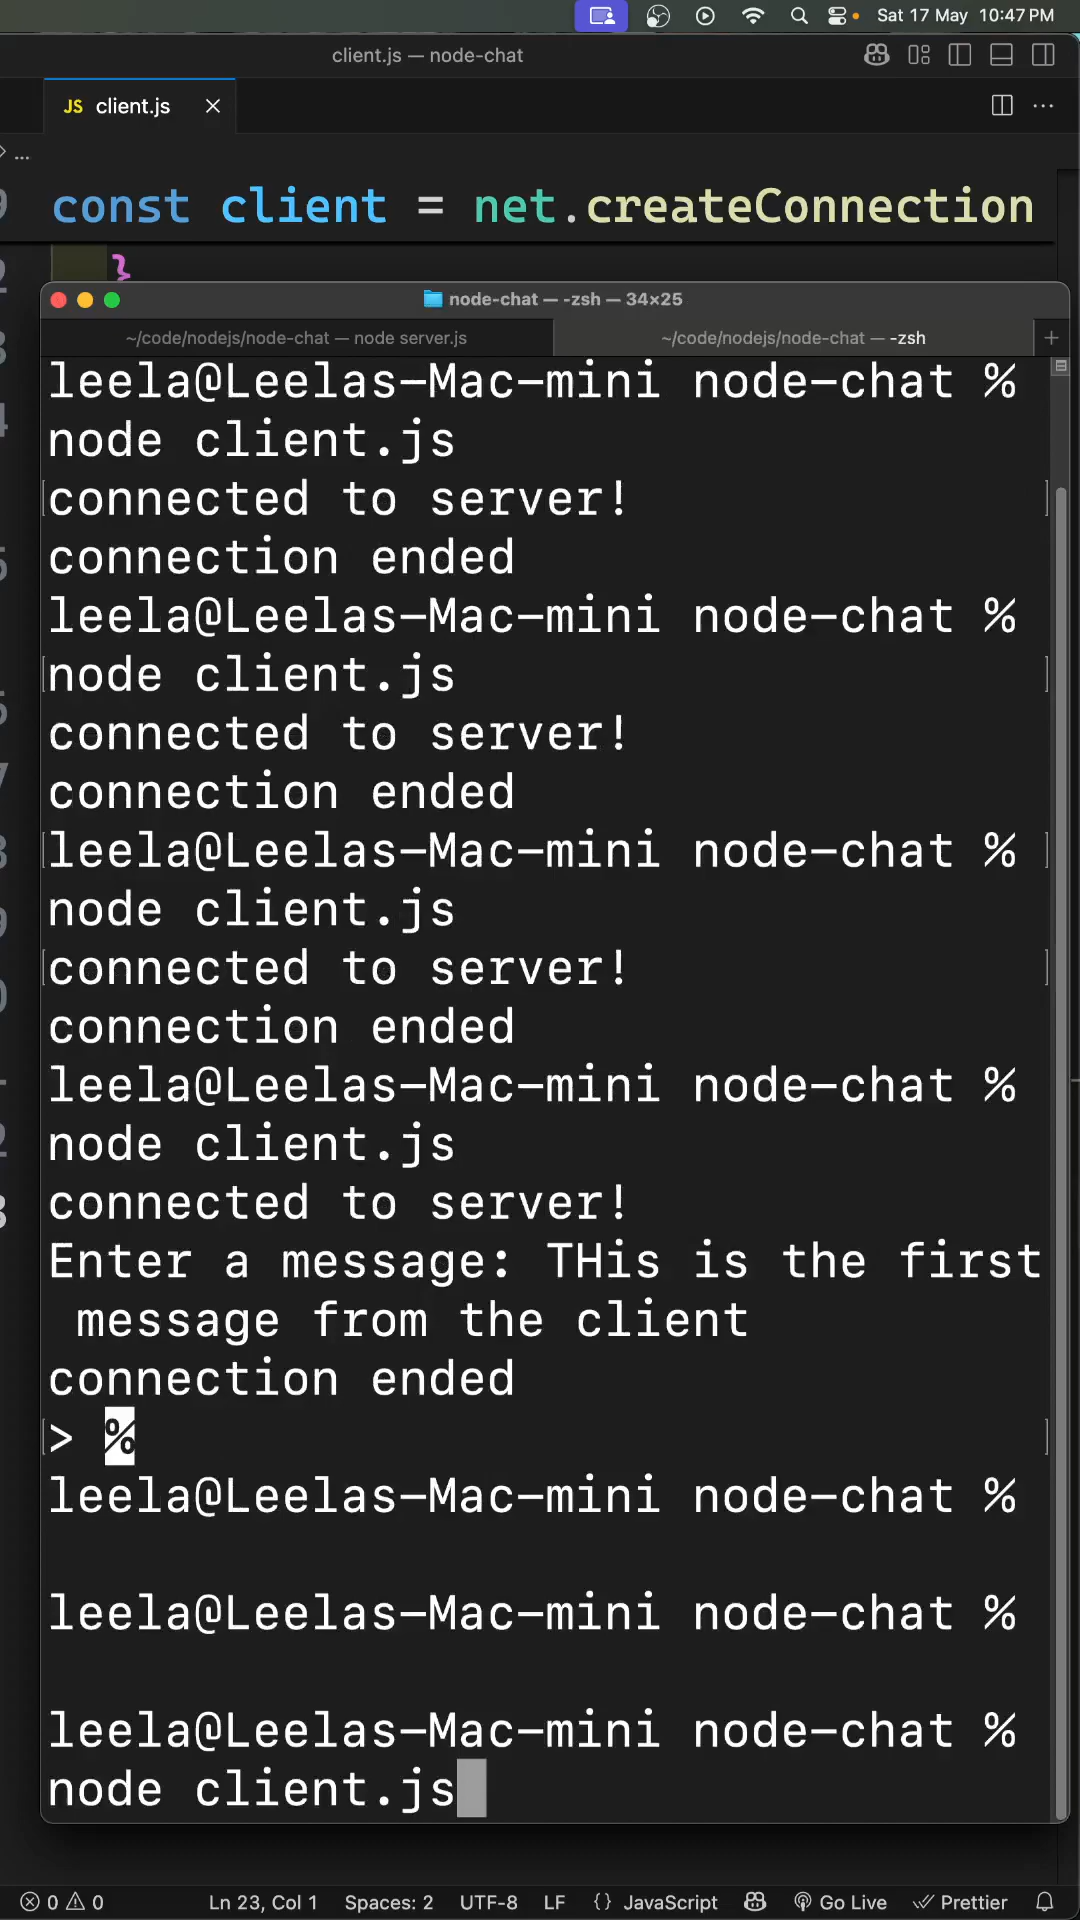 Sat 17 May 10:47 PM
client.js — node-chat
JS client.js
...
const client = net.createConnection
}
node-chat — -zsh — 34×25
~/code/nodejs/node-chat — node server.js
~/code/nodejs/node-chat — -zsh
leela@Leelas-Mac-mini node-chat %
node client.js
connected to server!
connection ended
leela@Leelas-Mac-mini node-chat %
node client.js
connected to server!
connection ended
leela@Leelas-Mac-mini node-chat %
node client.js
connected to server!
connection ended
leela@Leelas-Mac-mini node-chat %
node client.js
connected to server!
Enter a message: THis is the first
message from the client
connection ended
> %
leela@Leelas-Mac-mini node-chat %
leela@Leelas-Mac-mini node-chat %
leela@Leelas-Mac-mini node-chat %
node client.js
0 0 Ln 23, Col 1 Spaces: 2 UTF-8 LF {} JavaScript Go Live Prettier